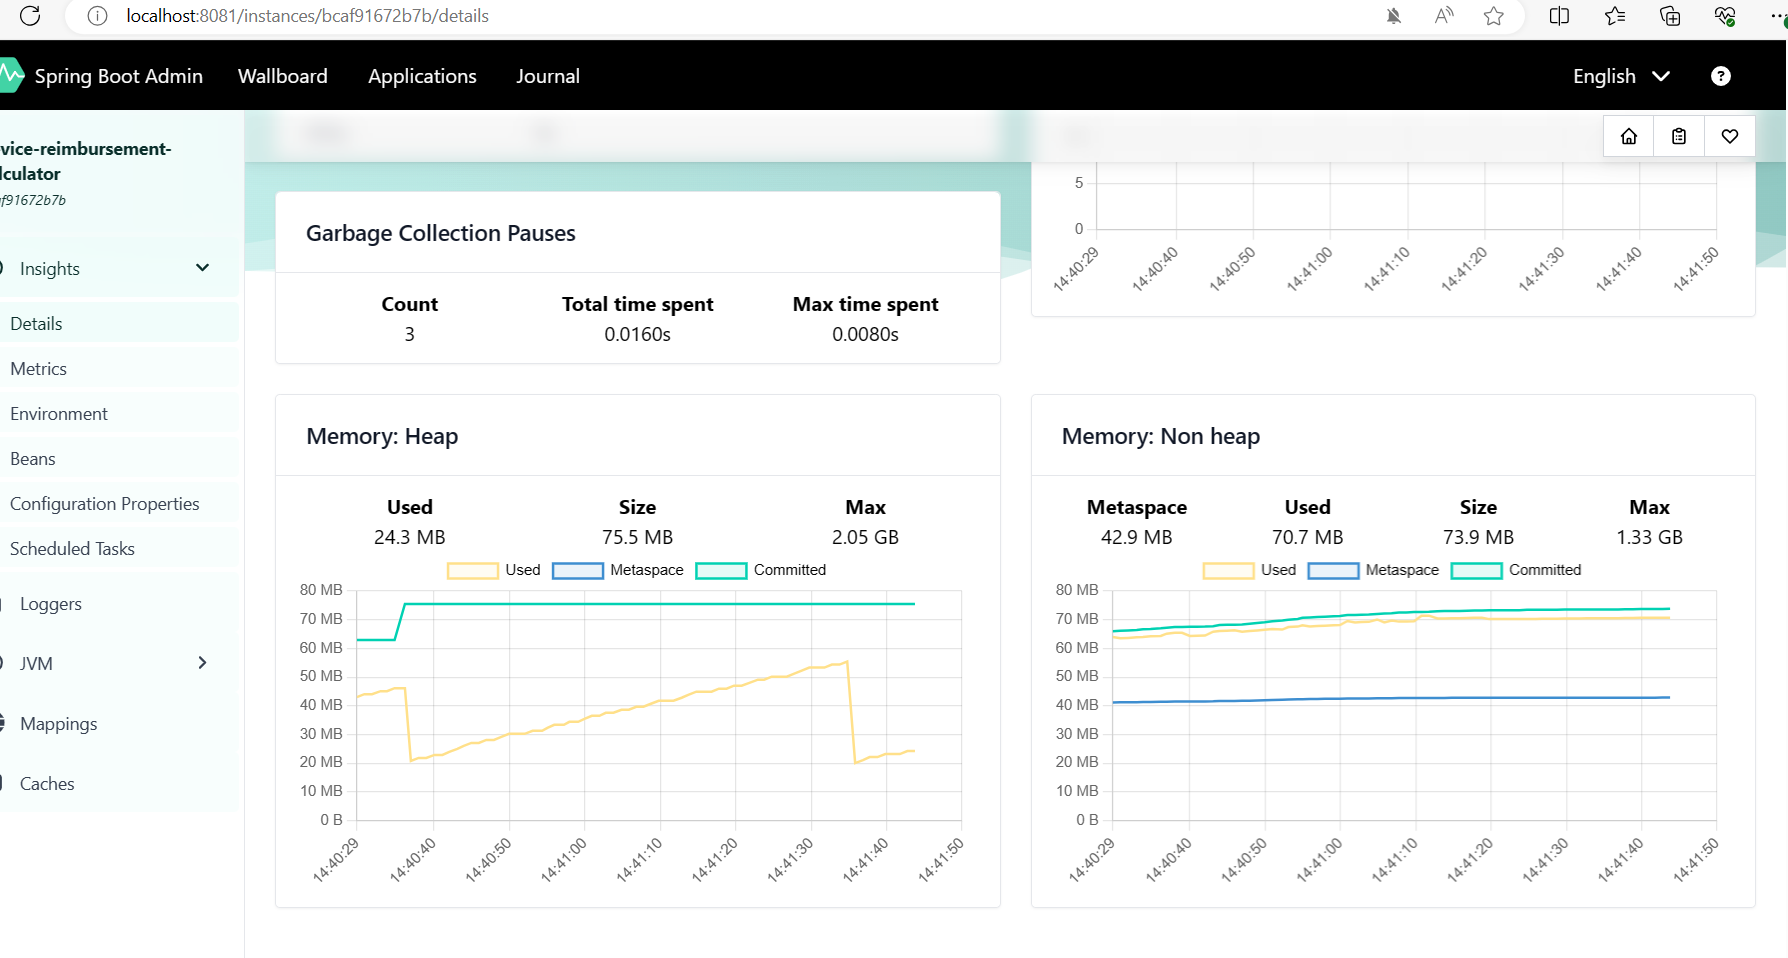 localhost:8081/instances/bcaf91672b7b/details
Spring Boot Admin Wallboard Applications Journal English
vice-reimbursement-
lculator
f91672b7b
Insights
Details
Metrics
Environment
Beans
Configuration Properties
Scheduled Tasks
Loggers
JVM
Mappings
Caches
5
0
14:40:29 14:40:40 14:40:50 14:41:00 14:41:10 14:41:20 14:41:30 14:41:40 14:41:50
Garbage Collection Pauses
Count Total time spent Max time spent
3 0.0160s 0.0080s
Memory: Heap
Used Size Max
24.3 MB 75.5 MB 2.05 GB
Used Metaspace Committed
80 MB
70 MB
60 MB
50 MB
40 MB
30 MB
20 MB
10 MB
0 B
14:40:29 14:40:40 14:40:50 14:41:00 14:41:10 14:41:20 14:41:30 14:41:40 14:41:50
Memory: Non heap
Metaspace Used Size Max
42.9 MB 70.7 MB 73.9 MB 1.33 GB
Used Metaspace Committed
80 MB
70 MB
60 MB
50 MB
40 MB
30 MB
20 MB
10 MB
0 B
14:40:29 14:40:40 14:40:50 14:41:00 14:41:10 14:41:20 14:41:30 14:41:40 14:41:50